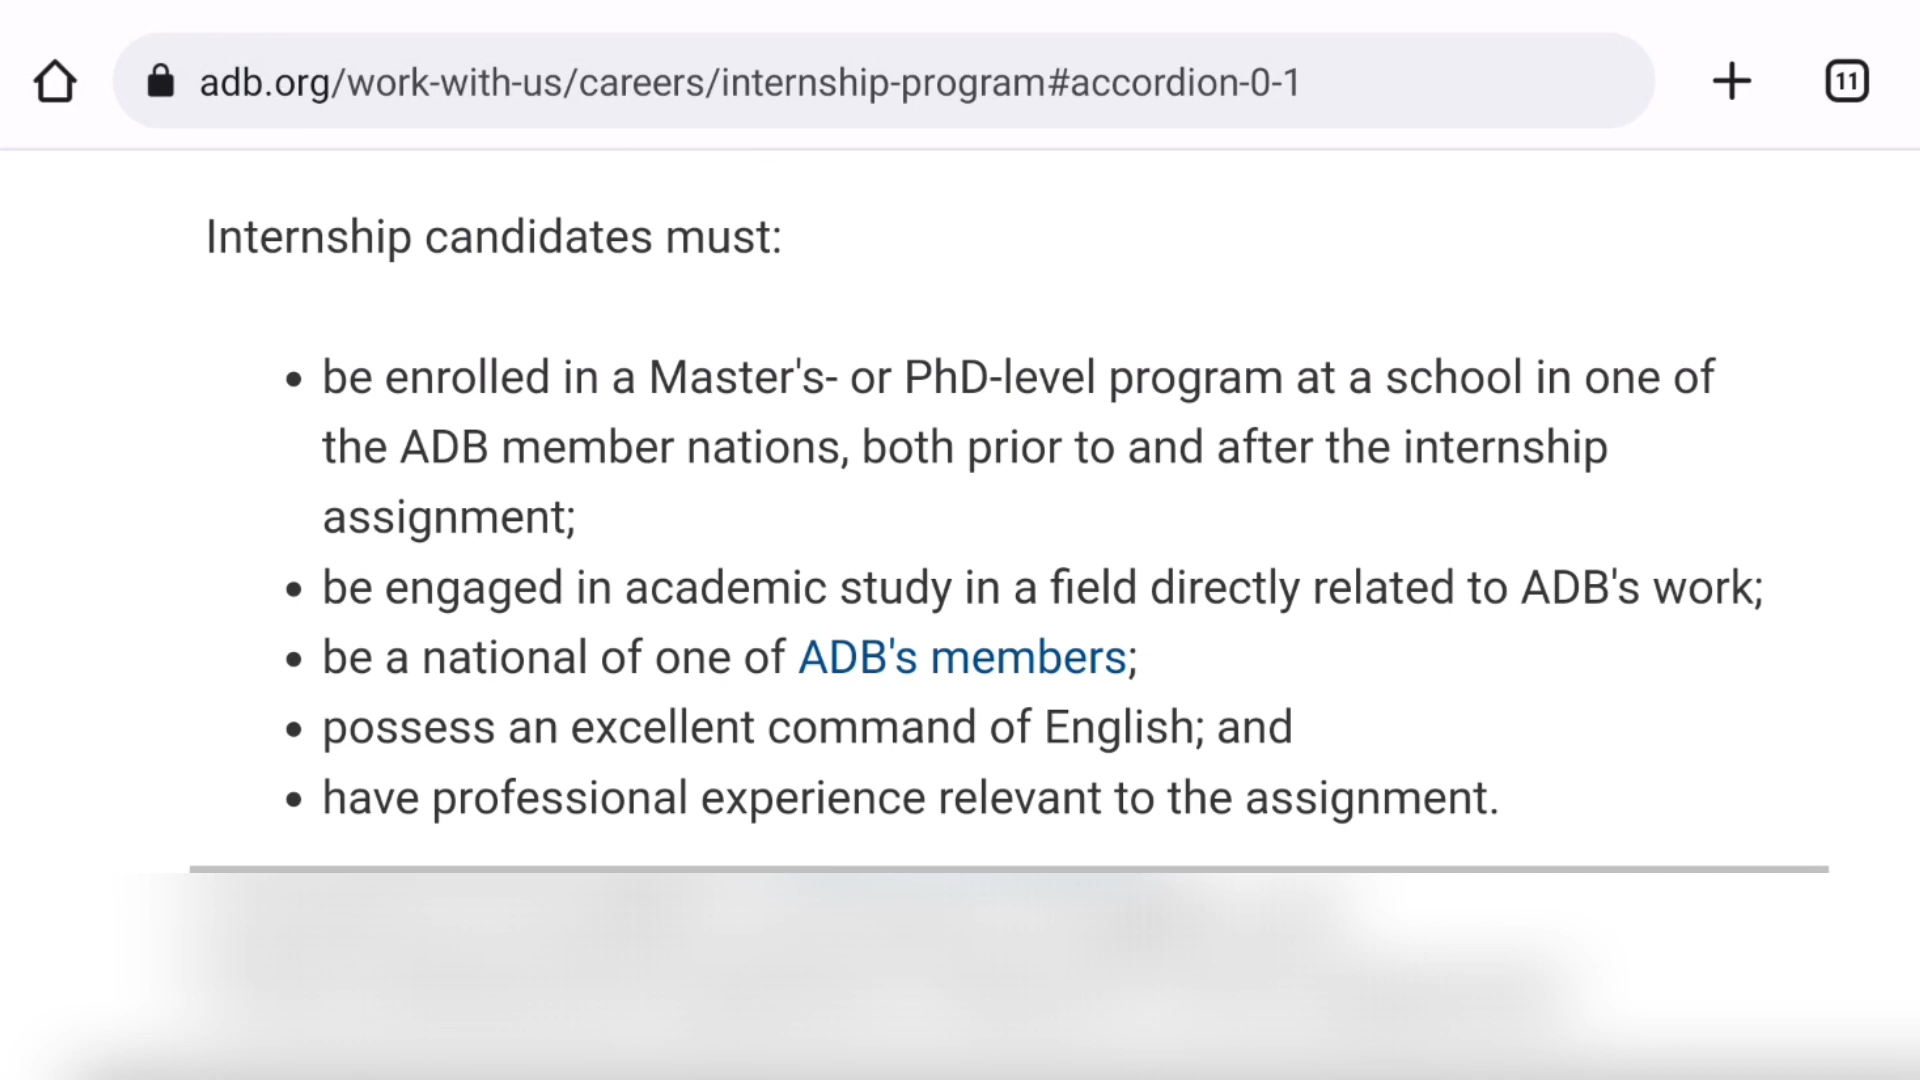 adb.org/work-with-us/careers/internship-program#accordion-0-1
11
Internship candidates must:
• be enrolled in a Master's- or PhD-level program at a school in one of
the ADB member nations, both prior to and after the internship
assignment;
• be engaged in academic study in a field directly related to ADB's work;
• be a national of one of ADB's members;
• possess an excellent command of English; and
• have professional experience relevant to the assignment.